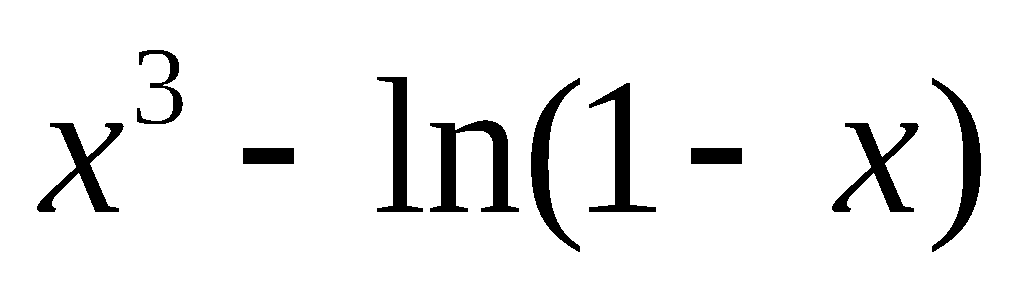 x³ - ln(1- x)